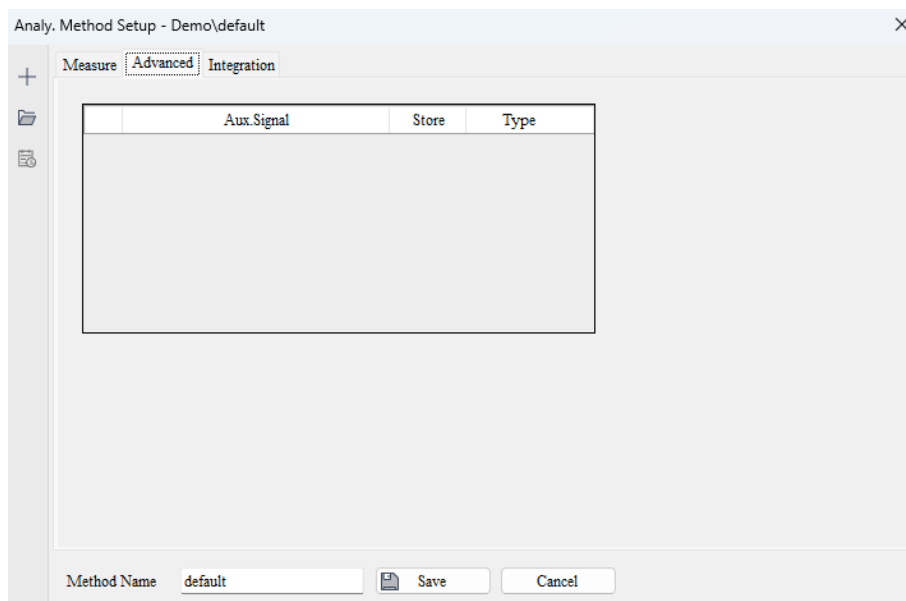 Analy. Method Setup - Demo\default
Measure Advanced Integration
Aux.Signal Store Type
Method Name default Save Cancel